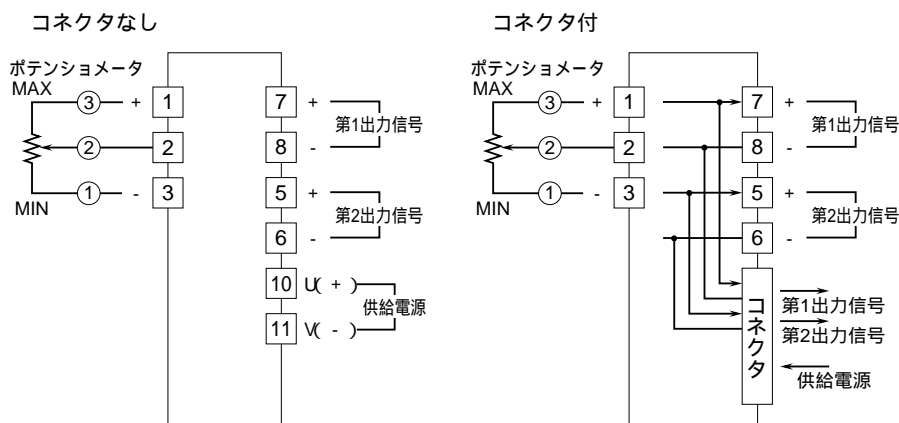 コネクタなし
ポテンショメータ
MAX
3 + 1
2 2
1 - 3
MIN
7 +
第1出力信号
8 -
5 +
第2出力信号
6 -
10 U( + )
供給電源
11 V( - )
コネクタ付
ポテンショメータ
MAX
3 + 1
2 2
1 - 3
MIN
7 +
第1出力信号
8 -
5 +
第2出力信号
6 -
コネクタ
第1出力信号
第2出力信号
供給電源